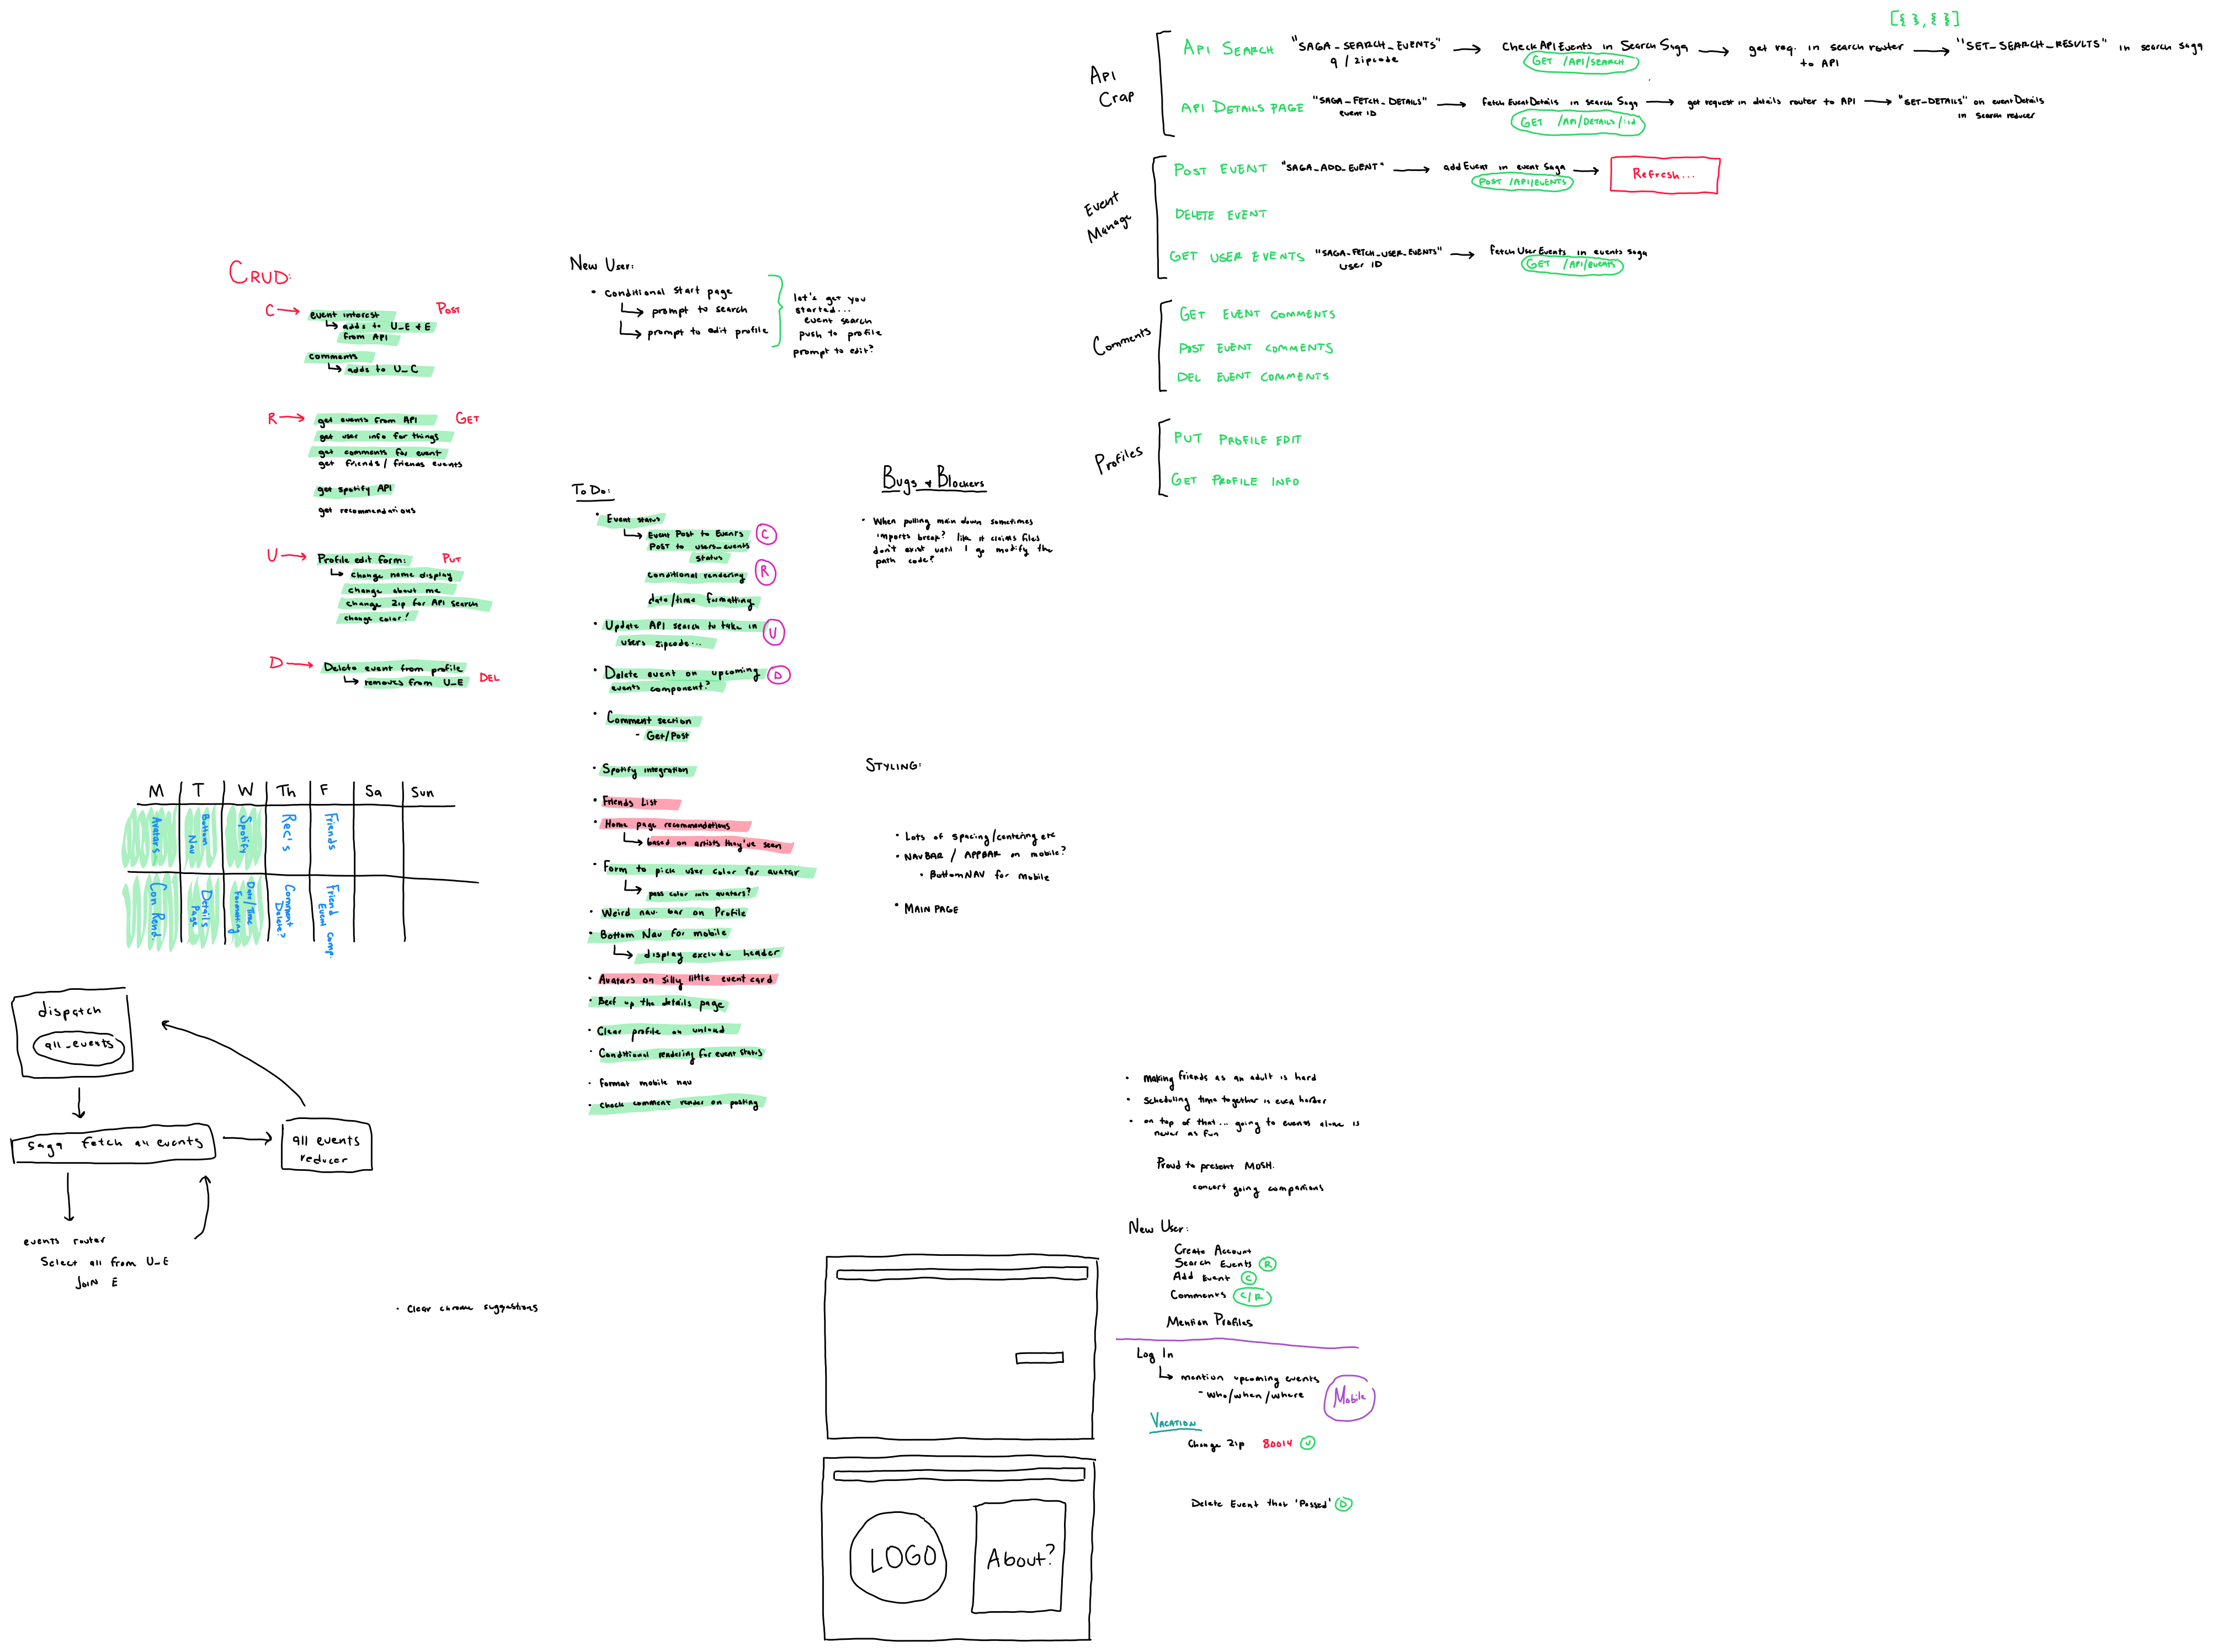 [{ }, { }]
API Crap
API SEARCH "SAGA_SEARCH_EVENTS" → Check API Events in Search Saga → get req. in search router → "SET_SEARCH_RESULTS" in search saga
q / zipcode
GET /API/SEARCH
to API
API DETAILS PAGE "SAGA_FETCH_DETAILS" → fetch Event Details in search Saga → get request in details router to API → "SET-DETAILS" on event Details
event ID
GET /API/DETAILS/:id
in search reducer
Event Manage
POST EVENT "SAGA_ADD_EVENT" → add Event in event Saga → Refresh...
POST /API/EVENTS
DELETE EVENT
GET USER EVENTS "SAGA_FETCH_USER_EVENTS" → fetch User Events in events Saga
user ID
GET /API/EVENTS
Comments
GET EVENT COMMENTS
POST EVENT COMMENTS
DEL EVENT COMMENTS
Profiles
PUT PROFILE EDIT
GET PROFILE INFO
CRUD:
C → event interest POST
adds to U_E & E
from API
comments
adds to U_C
R → get events from API GET
get user info for things
get comments for event
get friends / friends events
get spotify API
get recommendations
U → Profile edit form: PUT
change name display
change about me
change zip for API search
change color!
D → Delete event from profile
removes from U_E DEL
New User:
• Conditional start page
prompt to search
prompt to edit profile
let's get you
started...
event search
push to profile
prompt to edit?
To Do:
• Event status
Event Post to Events C
POST to users_events
status
conditional rendering R
date/time formatting
• Update API search to take in U
users zipcode...
• Delete event on upcoming D
events component?
• Comment section
- Get/Post
• Spotify integration
• Friends List
• Home page recommendations
based on artists they've seen
• Form to pick user color for avatar
pass color into avatars?
• Weird nav. bar on Profile
• Bottom Nav for mobile
display exclude header
• Avatars on silly little event card
• Beef up the details page
• Clear profile on unload
• Conditional rendering for event status
• format mobile nav
• check comment render on posting
Bugs & Blockers
• When pulling main down sometimes
imports break? like it claims files
don't exist until I go modify the
path code?
STYLING:
• Lots of spacing/centering etc
• NAVBAR / APPBAR on mobile?
• BottomNAV for mobile
• MAIN PAGE
M T W Th F Sa Sun
Avatars
Bottom Nav
Spotify
Rec's
Friends
Con. Rend.
Details Page
Date/Time Formatting
Comment Delete?
Friend Event Comp.
dispatch
all_events
saga fetch all events
all events
reducer
events router
Select all from U_E
JOIN E
• Clear chrome suggestions
• making friends as an adult is hard
• scheduling time together is even harder
• on top of that... going to events alone is
never as fun
Proud to present MOSH.
concert going companions
New User:
Create Account
Search Events R
Add Event C
Comments C/R
Mention Profiles
Log In
mention upcoming events
- Who/when/where
Mobile
VACATION
Change Zip 80014 U
Delete Event that 'Passed' D
LOGO
About?